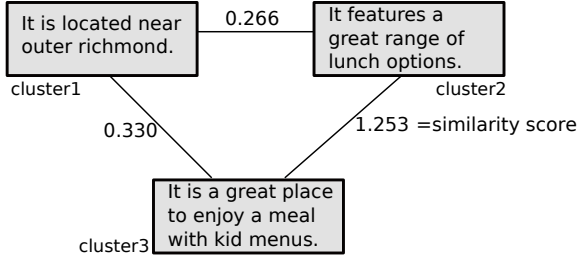 It is located near
outer richmond.
cluster1
0.266
It features a
great range of
lunch options.
cluster2
0.330
1.253 =similarity score
It is a great place
to enjoy a meal
with kid menus.
cluster3